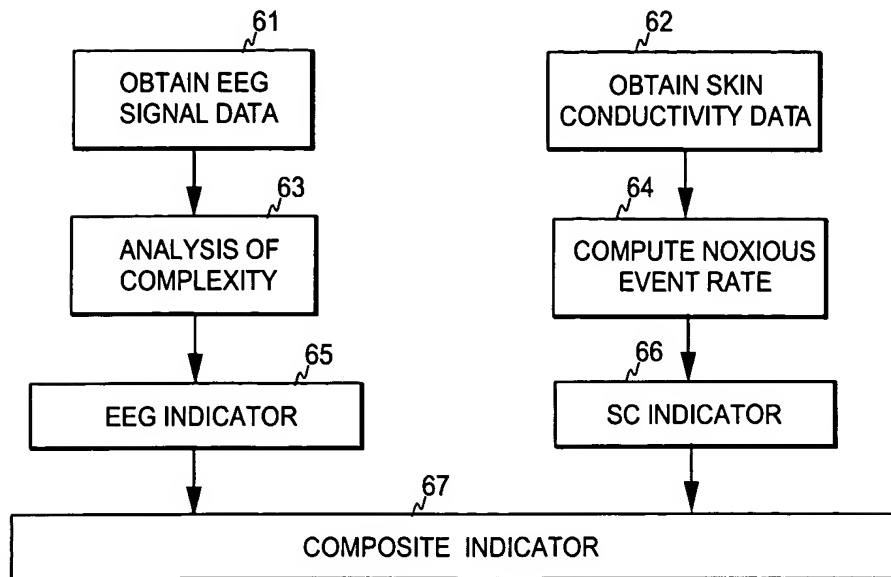 61
OBTAIN EEG
SIGNAL DATA
62
OBTAIN SKIN
CONDUCTIVITY DATA
63
ANALYSIS OF
COMPLEXITY
64
COMPUTE NOXIOUS
EVENT RATE
65
EEG INDICATOR
66
SC INDICATOR
67
COMPOSITE INDICATOR